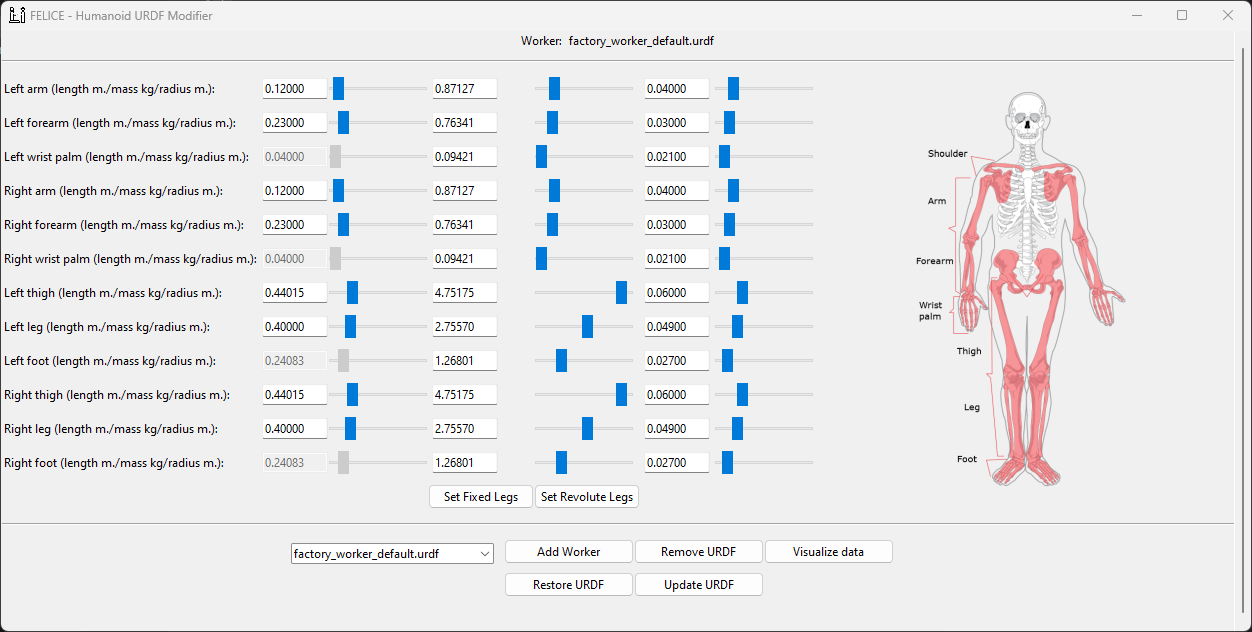 FELICE - Humanoid URDF Modifier
Worker: factory_worker_default.urdf
Left arm (length m./mass kg/radius m.): 0.12000 0.87127 0.04000
Left forearm (length m./mass kg/radius m.): 0.23000 0.76341 0.03000
Left wrist palm (length m./mass kg/radius m.): 0.04000 0.09421 0.02100
Right arm (length m./mass kg/radius m.): 0.12000 0.87127 0.04000
Right forearm (length m./mass kg/radius m.): 0.23000 0.76341 0.03000
Right wrist palm (length m./mass kg/radius m.): 0.04000 0.09421 0.02100
Left thigh (length m./mass kg/radius m.): 0.44015 4.75175 0.06000
Left leg (length m./mass kg/radius m.): 0.40000 2.75570 0.04900
Left foot (length m./mass kg/radius m.): 0.24083 1.26801 0.02700
Right thigh (length m./mass kg/radius m.): 0.44015 4.75175 0.06000
Right leg (length m./mass kg/radius m.): 0.40000 2.75570 0.04900
Right foot (length m./mass kg/radius m.): 0.24083 1.26801 0.02700
Shoulder
Arm
Forearm
Wrist
palm
Thigh
Leg
Foot
Set Fixed Legs Set Revolute Legs
factory_worker_default.urdf Add Worker Remove URDF Visualize data
Restore URDF Update URDF